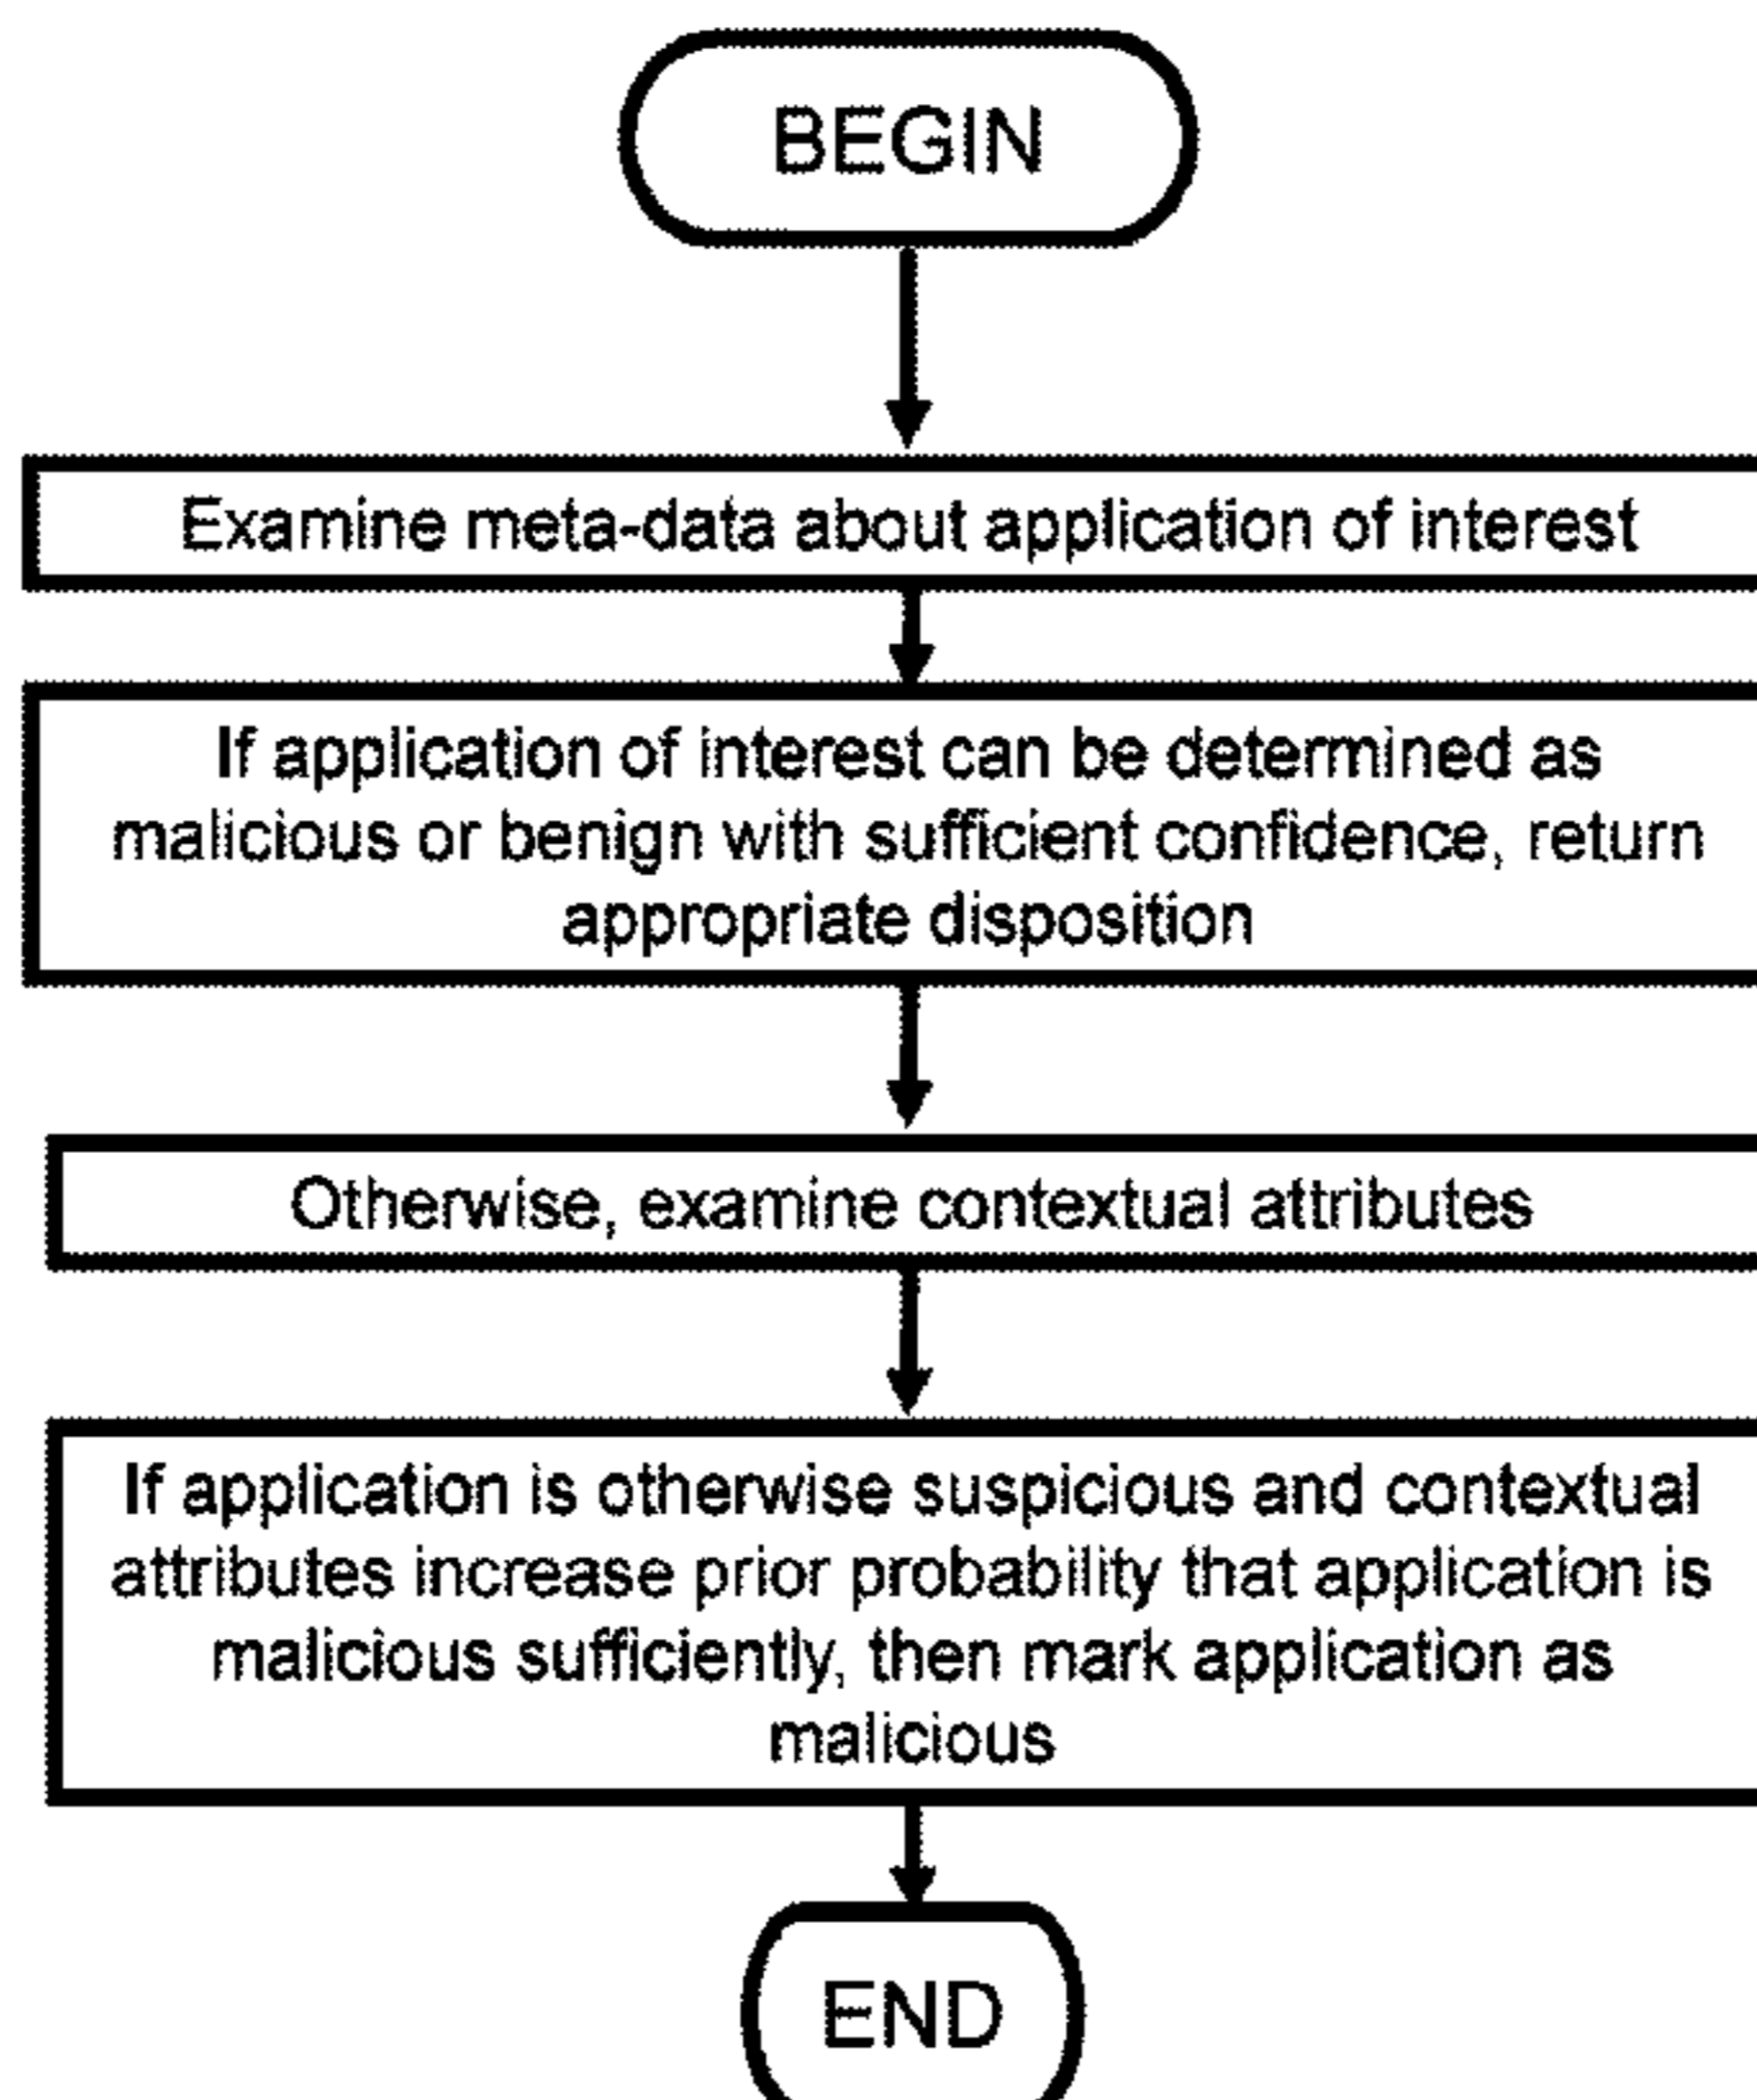 BEGIN
Examine meta-data about application of interest
If application of interest can be determined as
malicious or benign with sufficient confidence, return
appropriate disposition
Otherwise, examine contextual attributes
If application is otherwise suspicious and contextual
attributes increase prior probability that application is
malicious sufficiently, then mark application as
malicious
END